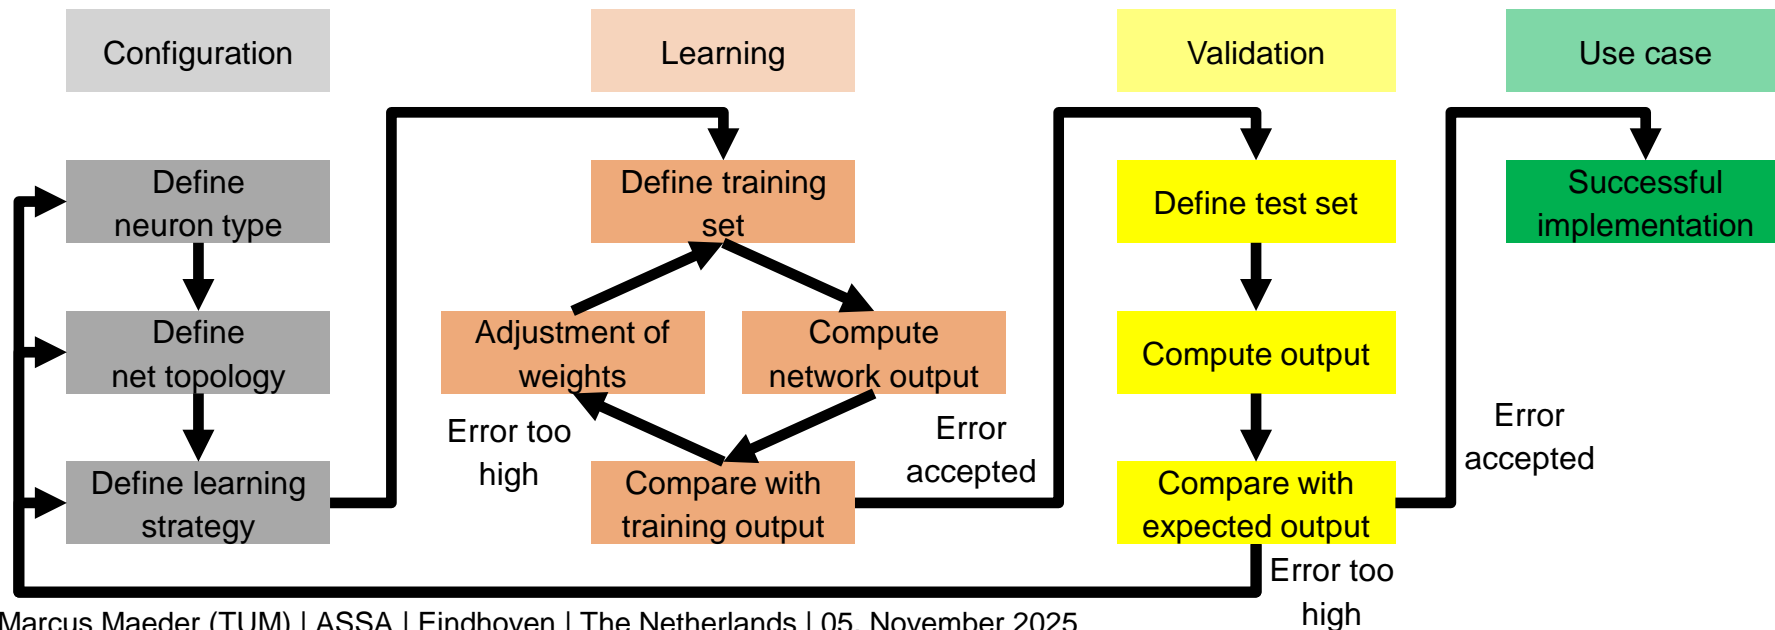 Configuration
Learning
Validation
Use case
Define
neuron type
Define training
set
Define test set
Successful
implementation
Define
net topology
Adjustment of
weights
Compute
network output
Compute output
Error too
high
Error
accepted
Error
accepted
Define learning
strategy
Compare with
training output
Compare with
expected output
Error too
high
Marcus Maeder (TUM) | ASSA | Eindhoven | The Netherlands | 05. November 2025